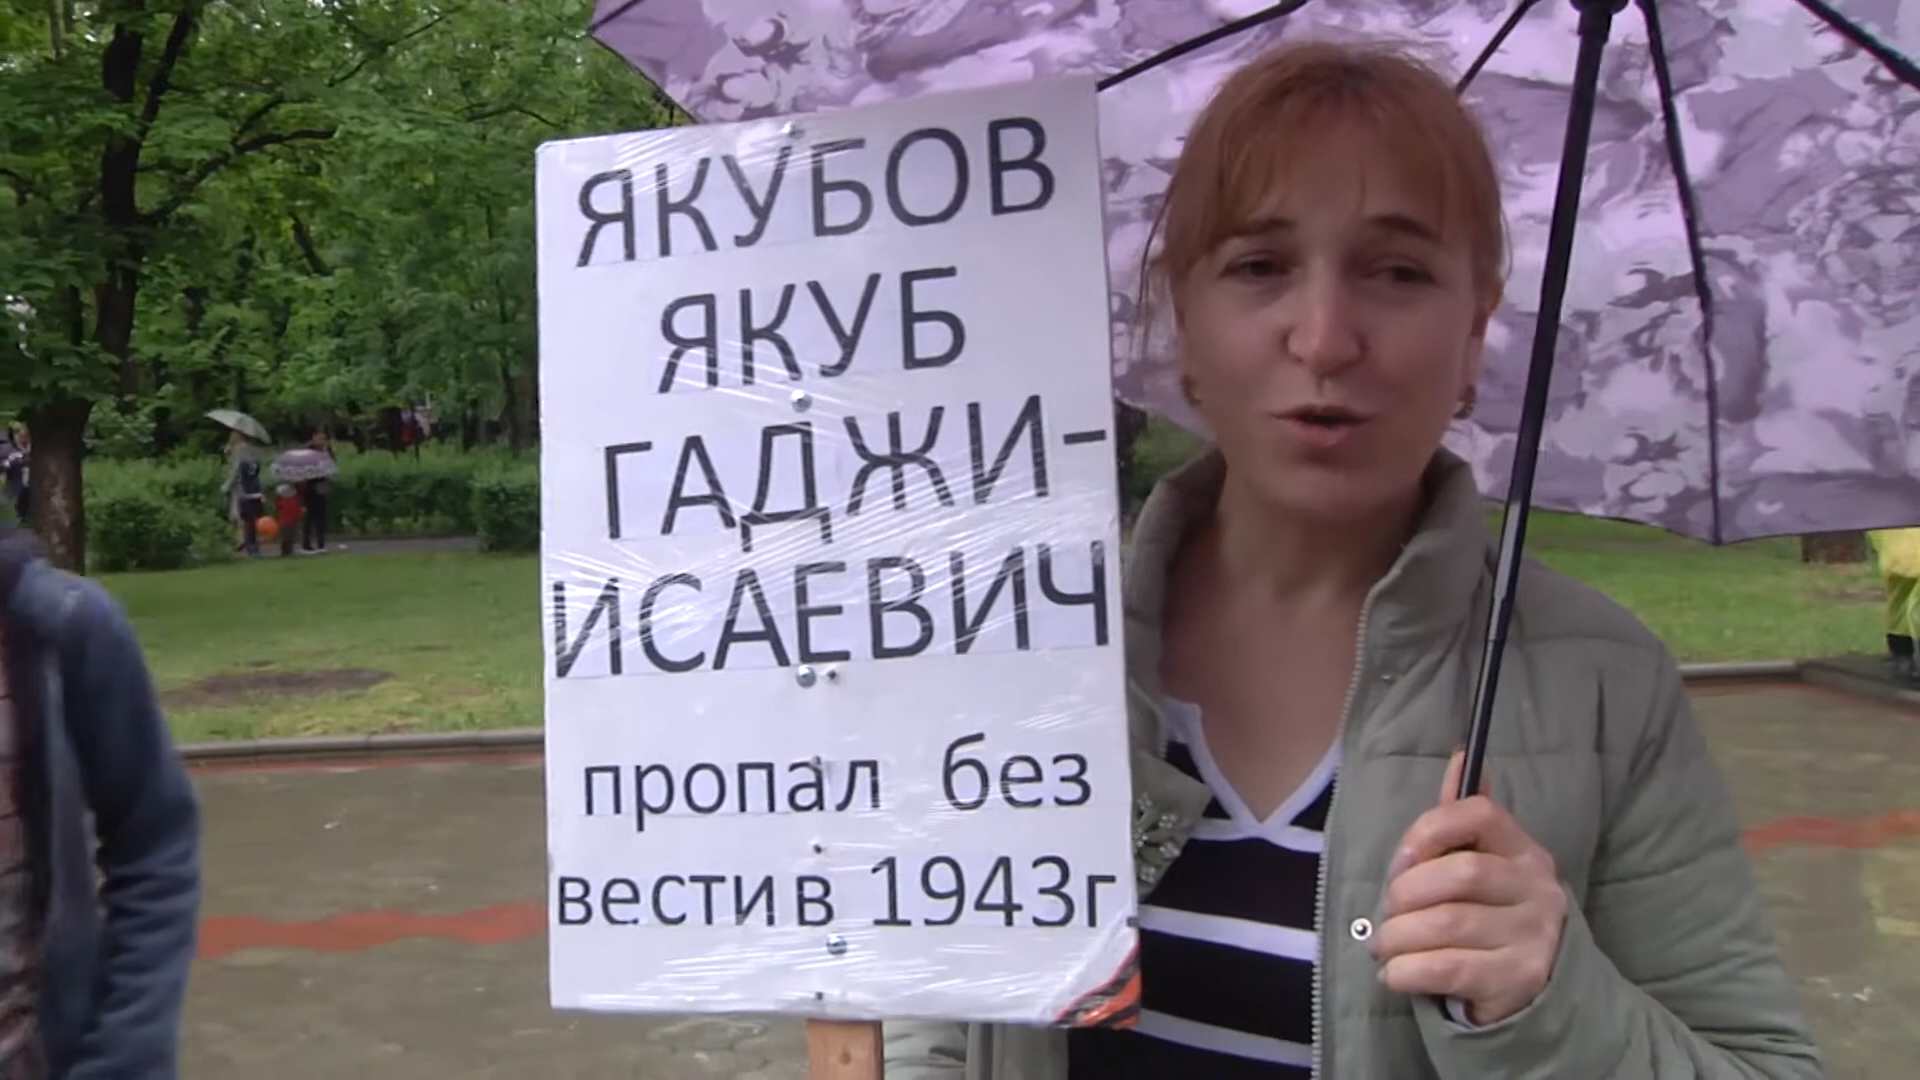 ЯКУБОВ
ЯКУБ
ГАДЖИ-
ИСАЕВИЧ
пропал без
вести в 1943г